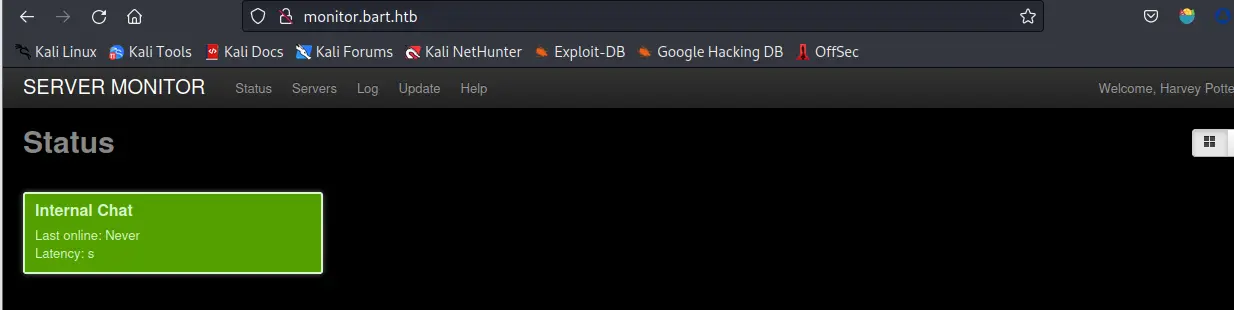 monitor.bart.htb
Kali Linux Kali Tools Kali Docs Kali Forums Kali NetHunter Exploit-DB Google Hacking DB OffSec
SERVER MONITOR Status Servers Log Update Help Welcome, Harvey Potte
Status
Internal Chat
Last online: Never
Latency: s